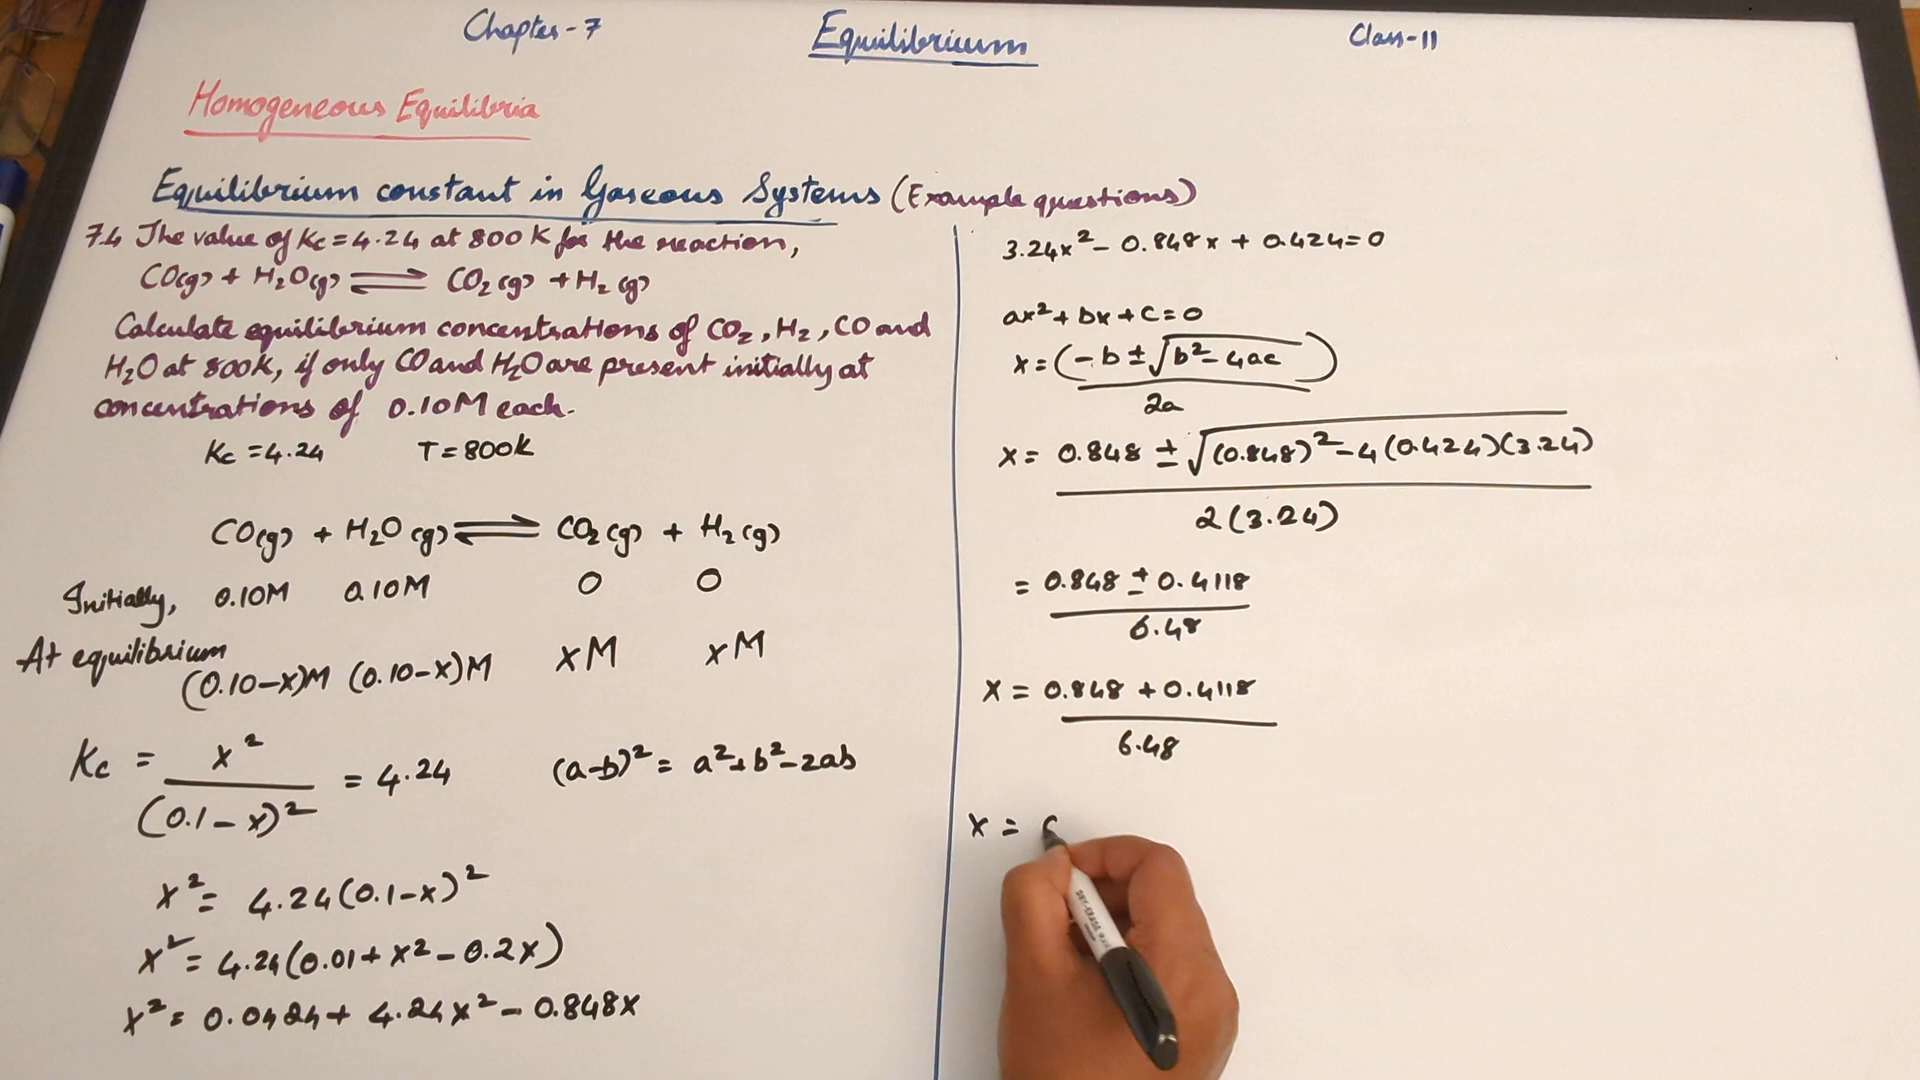 Chapter-7 Equilibrium Class-11
Homogeneous Equilibria
Equilibrium constant in Gaseous Systems (Example questions)
7.4 The value of Kc = 4.24 at 800K for the reaction,
CO(g) + H₂O(g) ⇌ CO₂(g) + H₂(g)
Calculate equilibrium concentrations of CO₂, H₂, CO and
H₂O at 800K, if only CO and H₂O are present initially at
concentrations of 0.10M each.
Kc = 4.24 T = 800K
CO(g) + H₂O(g) ⇌ CO₂(g) + H₂(g)
Initially, 0.10M 0.10M 0 0
At equilibrium
(0.10-x)M (0.10-x)M xM xM
Kc = x² / (0.1-x)² = 4.24 (a-b)² = a²+b²-2ab
x² = 4.24(0.1-x)²
x² = 4.24(0.01+x²-0.2x)
x² = 0.0424+4.24x²-0.848x
3.24x² - 0.848x + 0.424 = 0
ax² + bx + c = 0
x = (-b ± √b²-4ac)
2a
x = 0.848 ± √(0.848)²-4(0.424)(3.24)
2(3.24)
= 0.848 ± 0.4118
6.48
x = 0.848 + 0.4118
6.48
x =